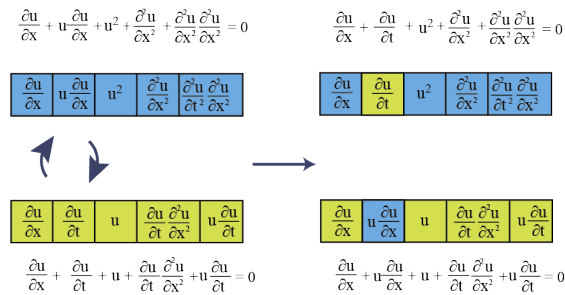 ∂u/∂x + u ∂u/∂x + u² + ∂²u/∂x² + ∂²u/∂x² ∂²u/∂x² = 0
∂u/∂x + ∂u/∂t + u² + ∂²u/∂x² + ∂²u/∂x² ∂²u/∂x² = 0
∂u/∂x | u ∂u/∂x | u² | ∂²u/∂x² | ∂²u/∂t² ∂²u/∂x²
∂u/∂x | ∂u/∂t | u² | ∂²u/∂x² | ∂²u/∂t² ∂²u/∂x²
∂u/∂x | ∂u/∂t | u | ∂u/∂t ∂²u/∂x² | u ∂u/∂t
∂u/∂x | u ∂u/∂x | u | ∂u/∂t ∂²u/∂x² | u ∂u/∂t
∂u/∂x + ∂u/∂t + u + ∂u/∂t ∂²u/∂x² + u ∂u/∂t = 0
∂u/∂x + u ∂u/∂x + u + ∂u/∂t ∂²u/∂x² + u ∂u/∂t = 0